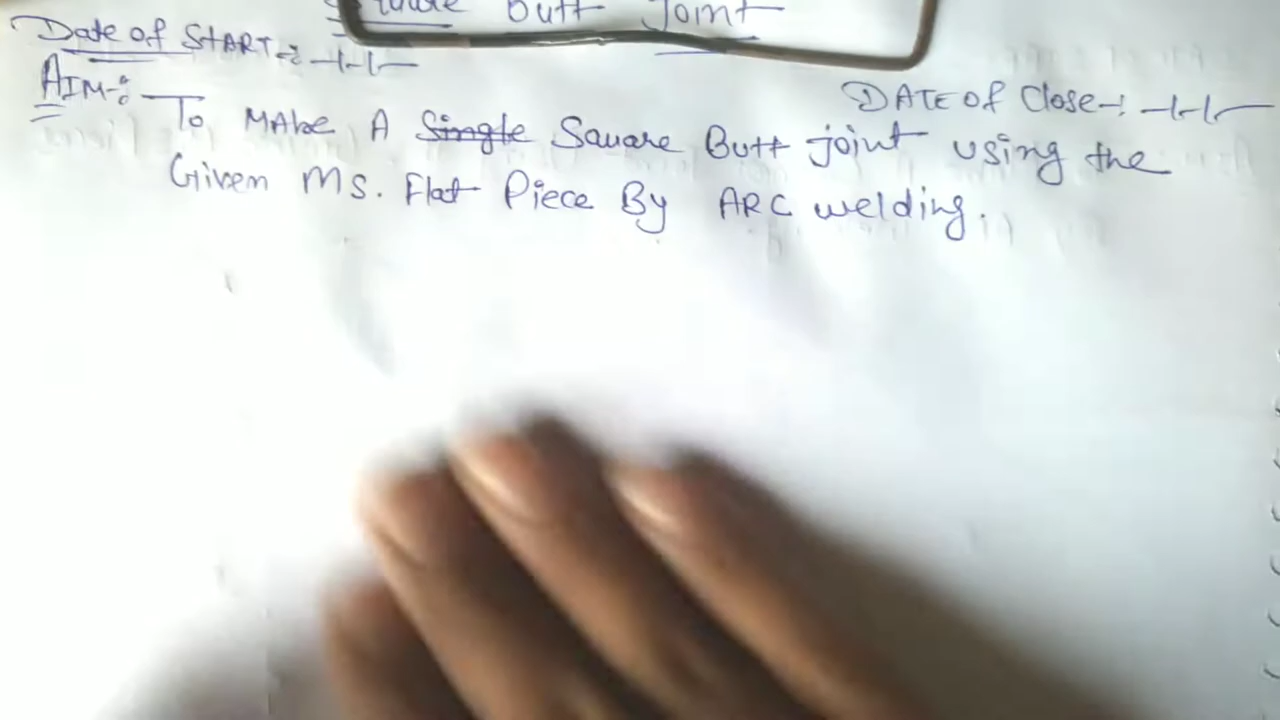 Square Butt Joint
Date of START-: -/-/-
AIM-:
DATE OF Close-: -/-/-
To MAke A Single Sauare Butt joint using the
Given MS. Flat Piece By ARC welding.